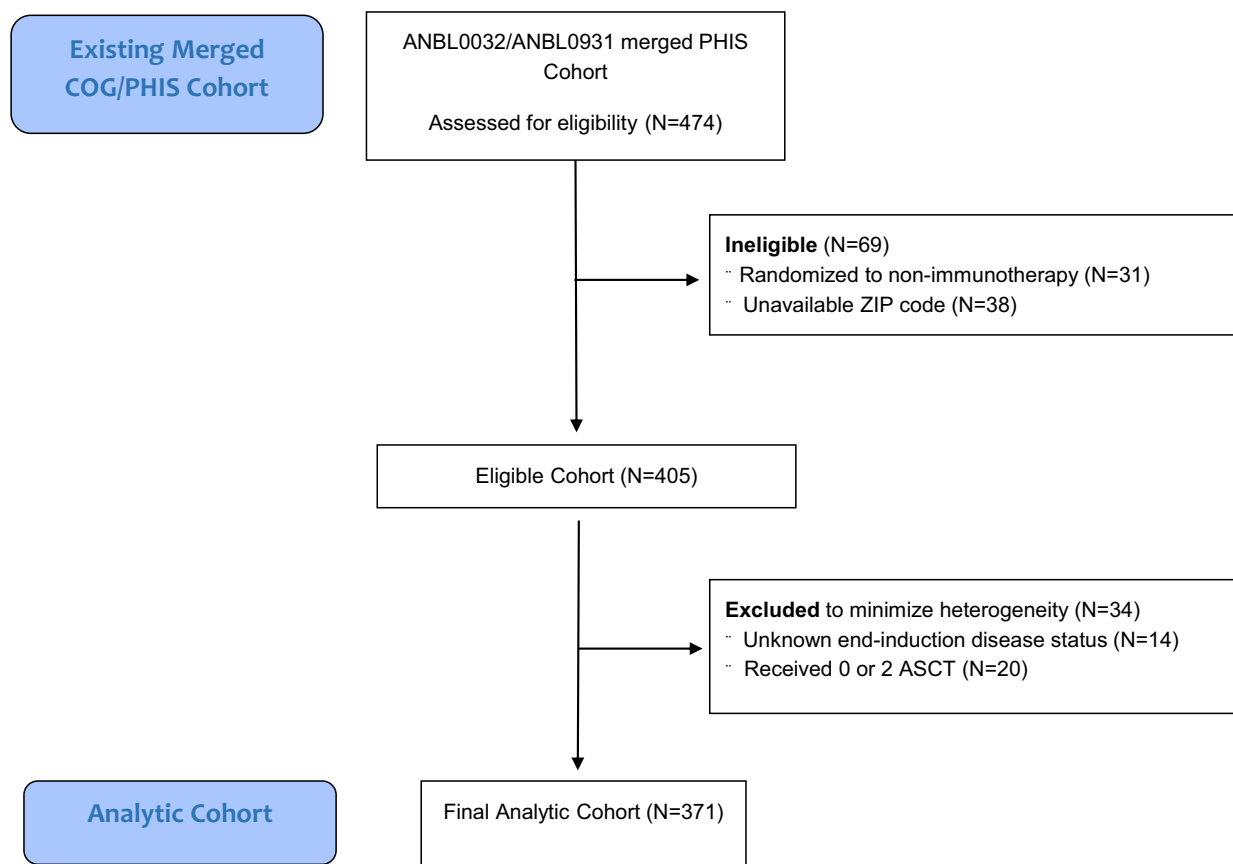 Existing Merged
COG/PHIS Cohort
ANBL0032/ANBL0931 merged PHIS
Cohort
Assessed for eligibility (N=474)
Ineligible (N=69)
¨ Randomized to non-immunotherapy (N=31)
¨ Unavailable ZIP code (N=38)
Eligible Cohort (N=405)
Excluded to minimize heterogeneity (N=34)
¨ Unknown end-induction disease status (N=14)
¨ Received 0 or 2 ASCT (N=20)
Analytic Cohort
Final Analytic Cohort (N=371)